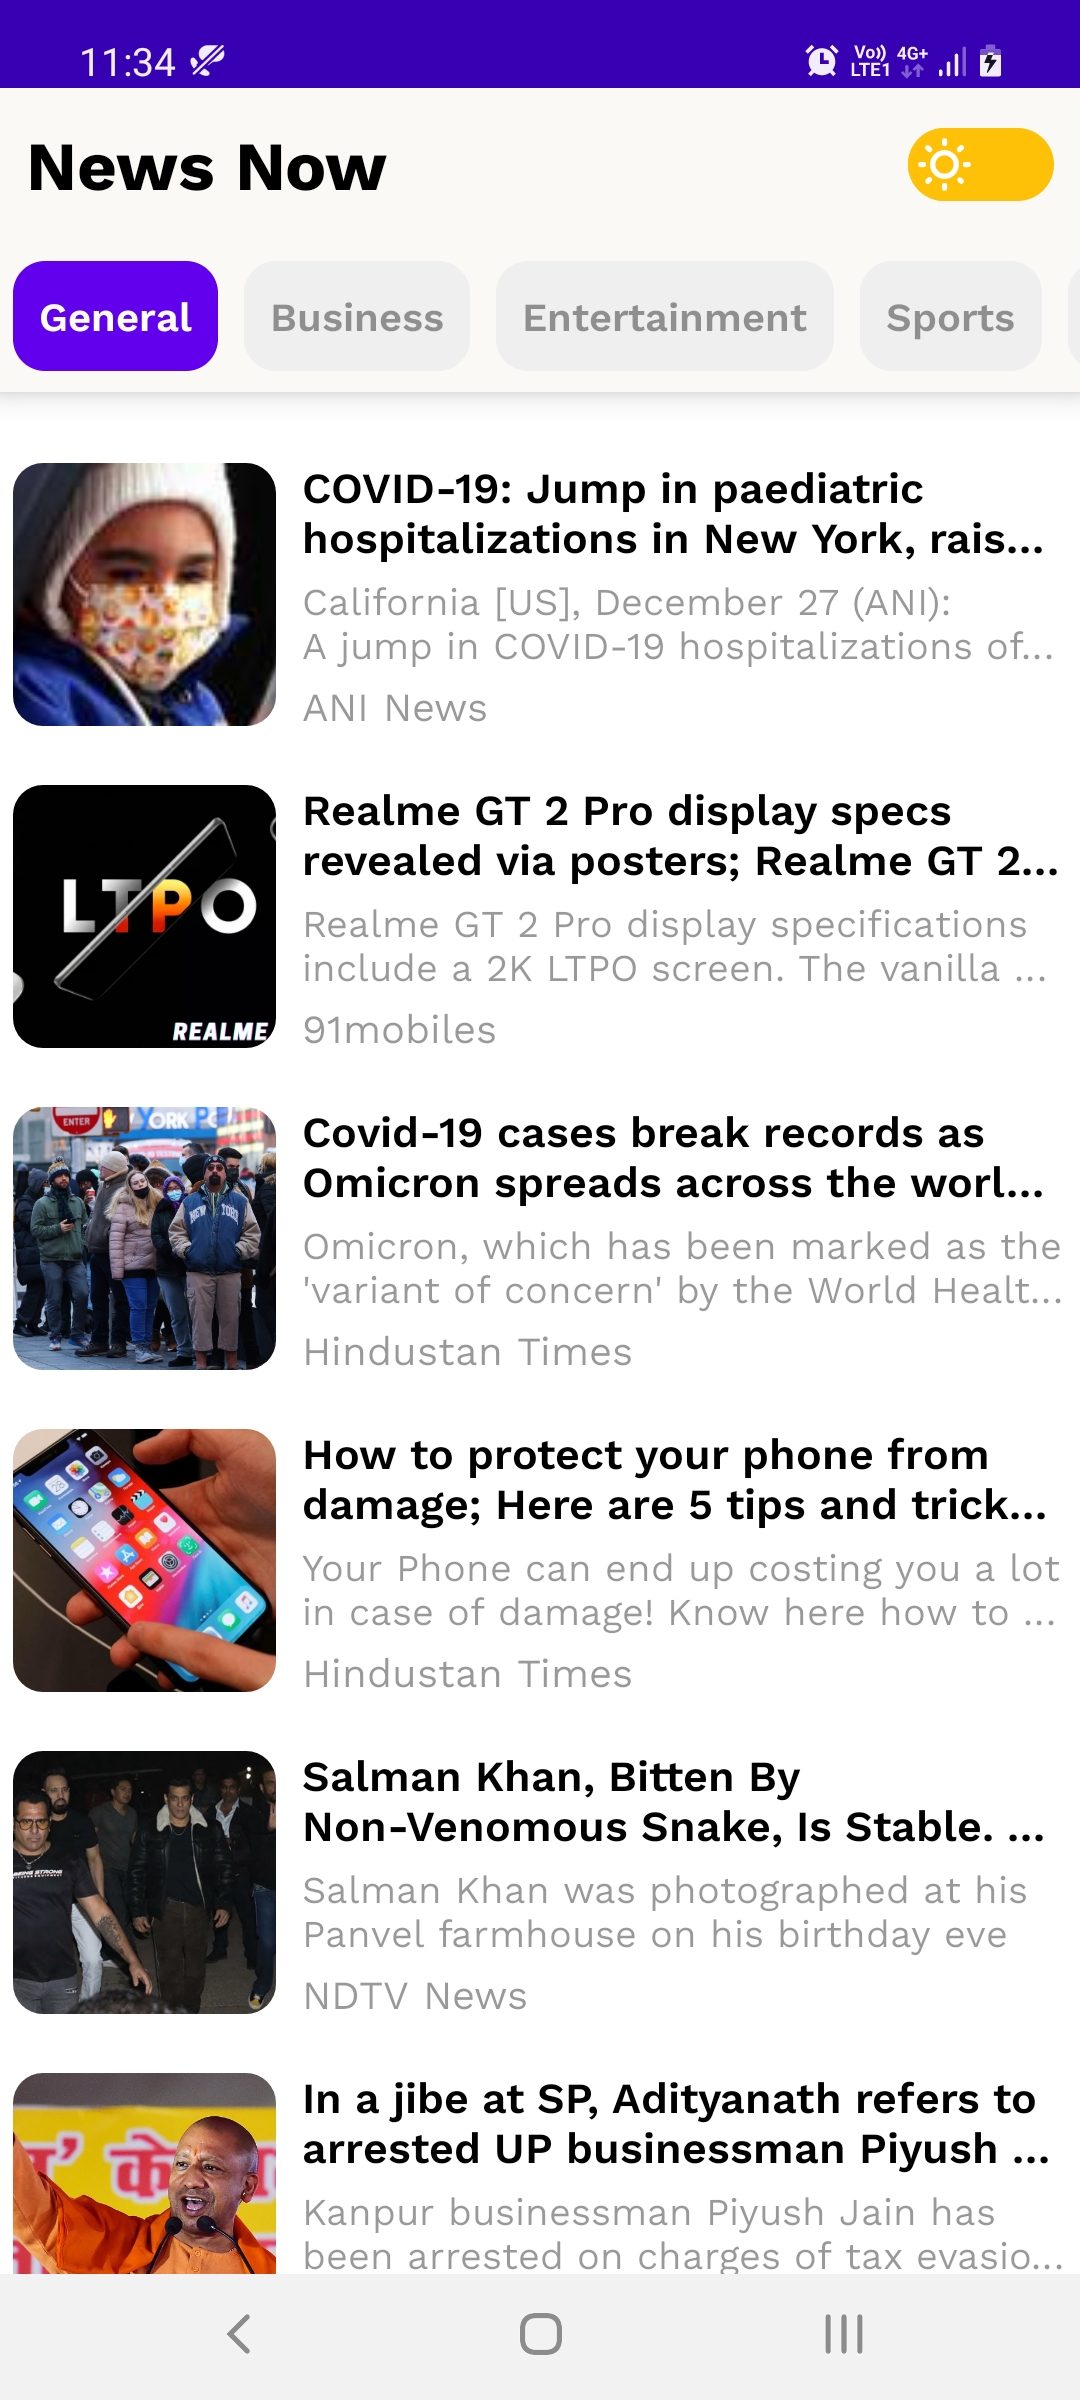 11:34
Vo)) LTE1 4G+
News Now
General Business Entertainment Sports
COVID-19: Jump in paediatric
hospitalizations in New York, rais...
California [US], December 27 (ANI):
A jump in COVID-19 hospitalizations of...
ANI News
LTPO
REALME
Realme GT 2 Pro display specs
revealed via posters; Realme GT 2...
Realme GT 2 Pro display specifications
include a 2K LTPO screen. The vanilla ...
91mobiles
ENTER
YORK
NEW YORK
Covid-19 cases break records as
Omicron spreads across the worl...
Omicron, which has been marked as the
'variant of concern' by the World Healt...
Hindustan Times
How to protect your phone from
damage; Here are 5 tips and trick...
Your Phone can end up costing you a lot
in case of damage! Know here how to ...
Hindustan Times
BEING STRONG
Salman Khan, Bitten By
Non-Venomous Snake, Is Stable. ...
Salman Khan was photographed at his
Panvel farmhouse on his birthday eve
NDTV News
के
In a jibe at SP, Adityanath refers to
arrested UP businessman Piyush ...
Kanpur businessman Piyush Jain has
been arrested on charges of tax evasio...